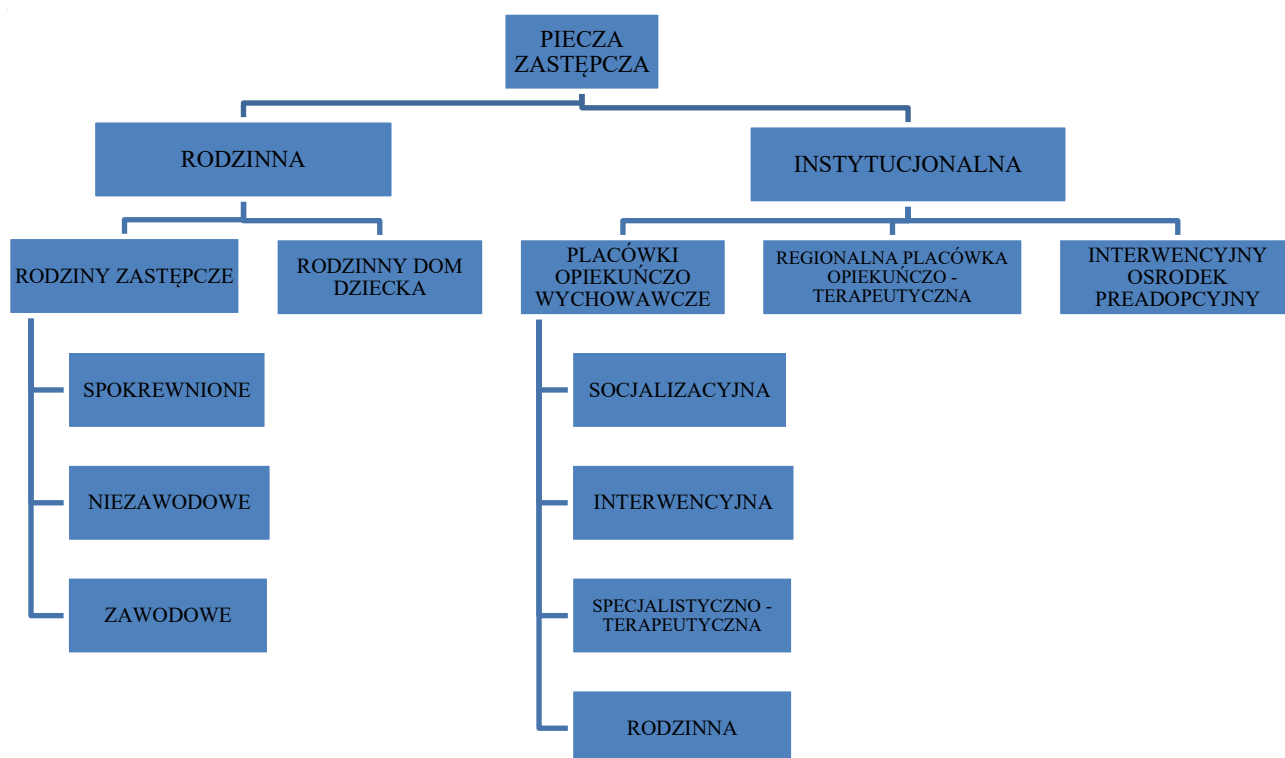 PIECZA
ZASTĘPCZA
RODZINNA
INSTYTUCJONALNA
RODZINY ZASTĘPCZE
RODZINNY DOM
DZIECKA
PLACÓWKI
OPIEKUŃCZO
WYCHOWAWCZE
REGIONALNA PLACÓWKA
OPIEKUŃCZO -
TERAPEUTYCZNA
INTERWENCYJNY
OSRODEK
PREADOPCYJNY
SPOKREWNIONE
NIEZAWODOWE
ZAWODOWE
SOCJALIZACYJNA
INTERWENCYJNA
SPECJALISTYCZNO -
TERAPEUTYCZNA
RODZINNA